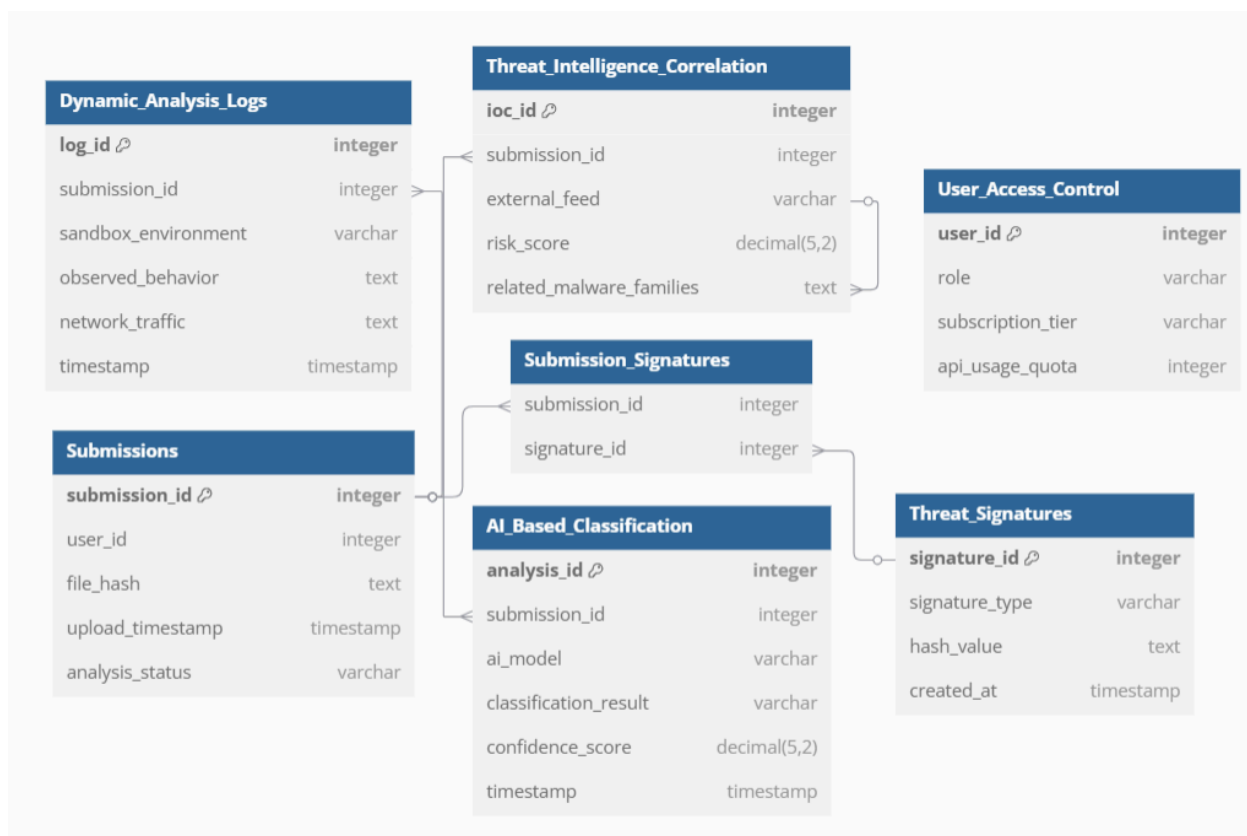 Dynamic_Analysis_Logs
log_id integer
submission_id integer
sandbox_environment varchar
observed_behavior text
network_traffic text
timestamp timestamp
Threat_Intelligence_Correlation
ioc_id integer
submission_id integer
external_feed varchar
risk_score decimal(5,2)
related_malware_families text
User_Access_Control
user_id integer
role varchar
subscription_tier varchar
api_usage_quota integer
Submission_Signatures
submission_id integer
signature_id integer
Submissions
submission_id integer
user_id integer
file_hash text
upload_timestamp timestamp
analysis_status varchar
AI_Based_Classification
analysis_id integer
submission_id integer
ai_model varchar
classification_result varchar
confidence_score decimal(5,2)
timestamp timestamp
Threat_Signatures
signature_id integer
signature_type varchar
hash_value text
created_at timestamp